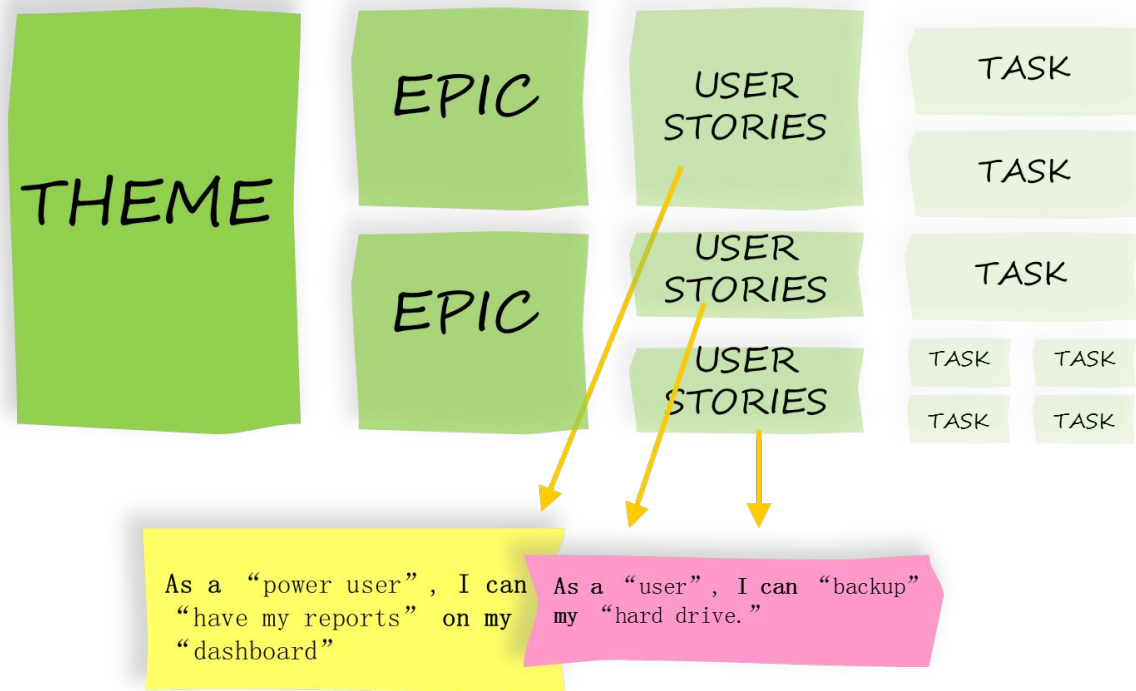 THEME
EPIC
EPIC
USER
STORIES
USER
STORIES
USER
STORIES
TASK
TASK
TASK
TASK
TASK
TASK
TASK
As a “power user”, I can
“have my reports” on my
“dashboard”
As a “user”, I can “backup”
my “hard drive.”